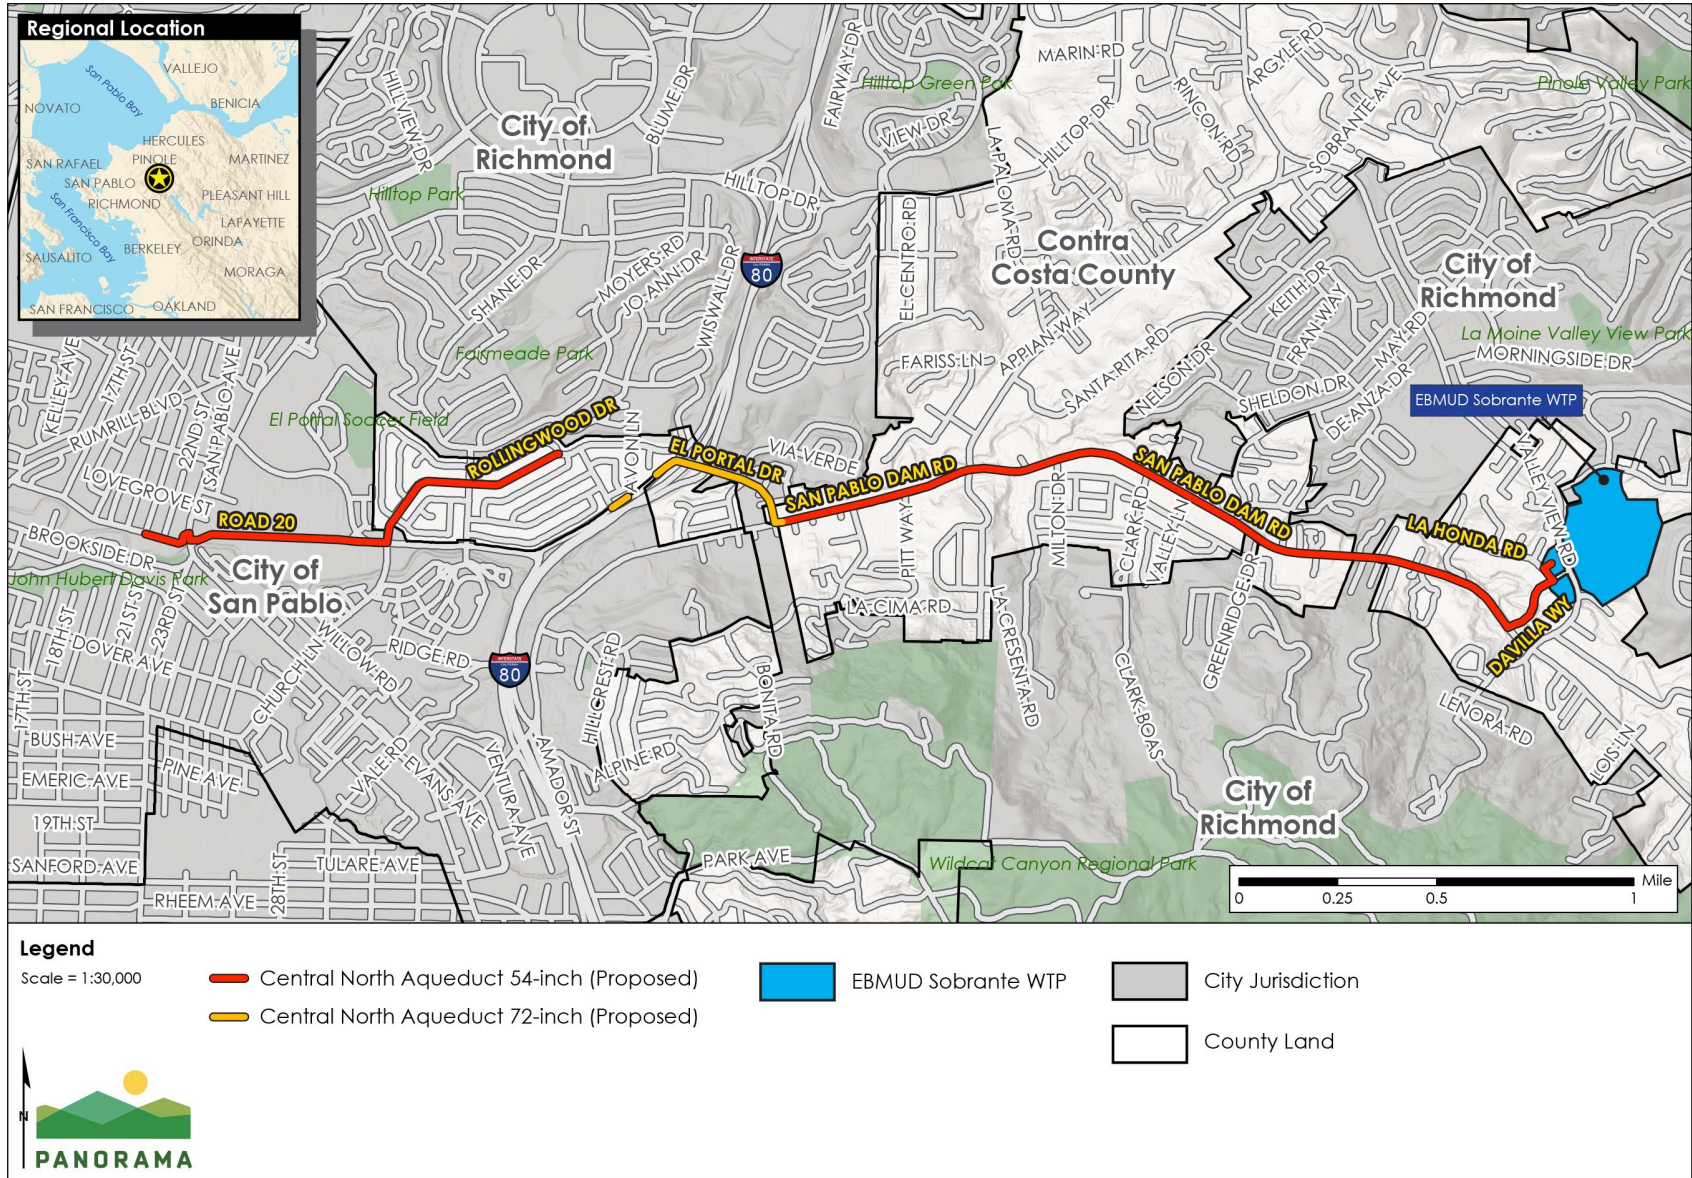 Regional Location
San Pablo Bay
VALLEJO
NOVATO
BENICIA
HERCULES
PINOLE
MARTINEZ
SAN RAFAEL
SAN PABLO
RICHMOND
PLEASANT HILL
San Francisco Bay
LAFAYETTE
ORINDA
BERKELEY
SAUSALITO
MORAGA
SAN FRANCISCO
OAKLAND
HILL VIEW DR
City of
Richmond
BLUME DR
FAIRWAY DR
Hilltop Green Pak
VIEW DR
MARIN RD
ARGYLE RD
RINCON RD
SOBRANTE AVE
Pinole Valley Park
HILLTOP DR
LA PALOMA RD
Hilltop Park
HILLTOP DR
EL CENTRO RD
Contra
Costa County
City of
Richmond
INTERSTATE
CALIFORNIA
80
SHANE DR
MOYERS RD
JO-ANN DR
WISWALL DR
KEITH DR
FRAN WAY
MAY RD
La Moine Valley View Park
MORNINGSIDE DR
Fairmeade Park
FARISS LN
APPIAN WAY
SANTA RITA RD
NELSON DR
SHELDON DR
DE-ANZA DR
EBMUD Sobrante WTP
KELLEY AVE
17TH ST
RUMRILL BLVD
22ND ST
SAN PABLO AVE
El Portal Soccer Field
LOVEGROVE ST
ROLLINGWOOD DR
AVON LN
EL PORTAL DR
VIA VERDE
SAN PABLO DAM RD
SAN PABLO DAM RD
VALLEY VIEW RD
LA HONDA RD
DAVILLA WY
ROAD 20
BROOKSIDE DR
John Hubert Davis Park
City of
San Pablo
PITT WAY
MILTON DR
CLARK RD
VALLEY LN
LA CIMA RD
LA CRESENTA RD
GREENRIDGE DR
CLARK-BOAS
LENORA RD
LOIS LN
18TH ST
21ST ST
23RD ST
DOVER AVE
17TH ST
CHURCH LN
WILLOW RD
RIDGE RD
INTERSTATE
CALIFORNIA
80
HILLCREST RD
BONITA RD
ALPINE RD
BUSH AVE
EMERIC AVE
PINE AVE
VALE RD
EVANS AVE
VENTURA AVE
AMADOR ST
City of
Richmond
19TH ST
SANFORD AVE
TULARE AVE
28TH ST
RHEEM AVE
PARK AVE
Wildcat Canyon Regional Park
Mile
0 0.25 0.5 1
Legend
Scale = 1:30,000
Central North Aqueduct 54-inch (Proposed)
Central North Aqueduct 72-inch (Proposed)
EBMUD Sobrante WTP
City Jurisdiction
County Land
N
PANORAMA